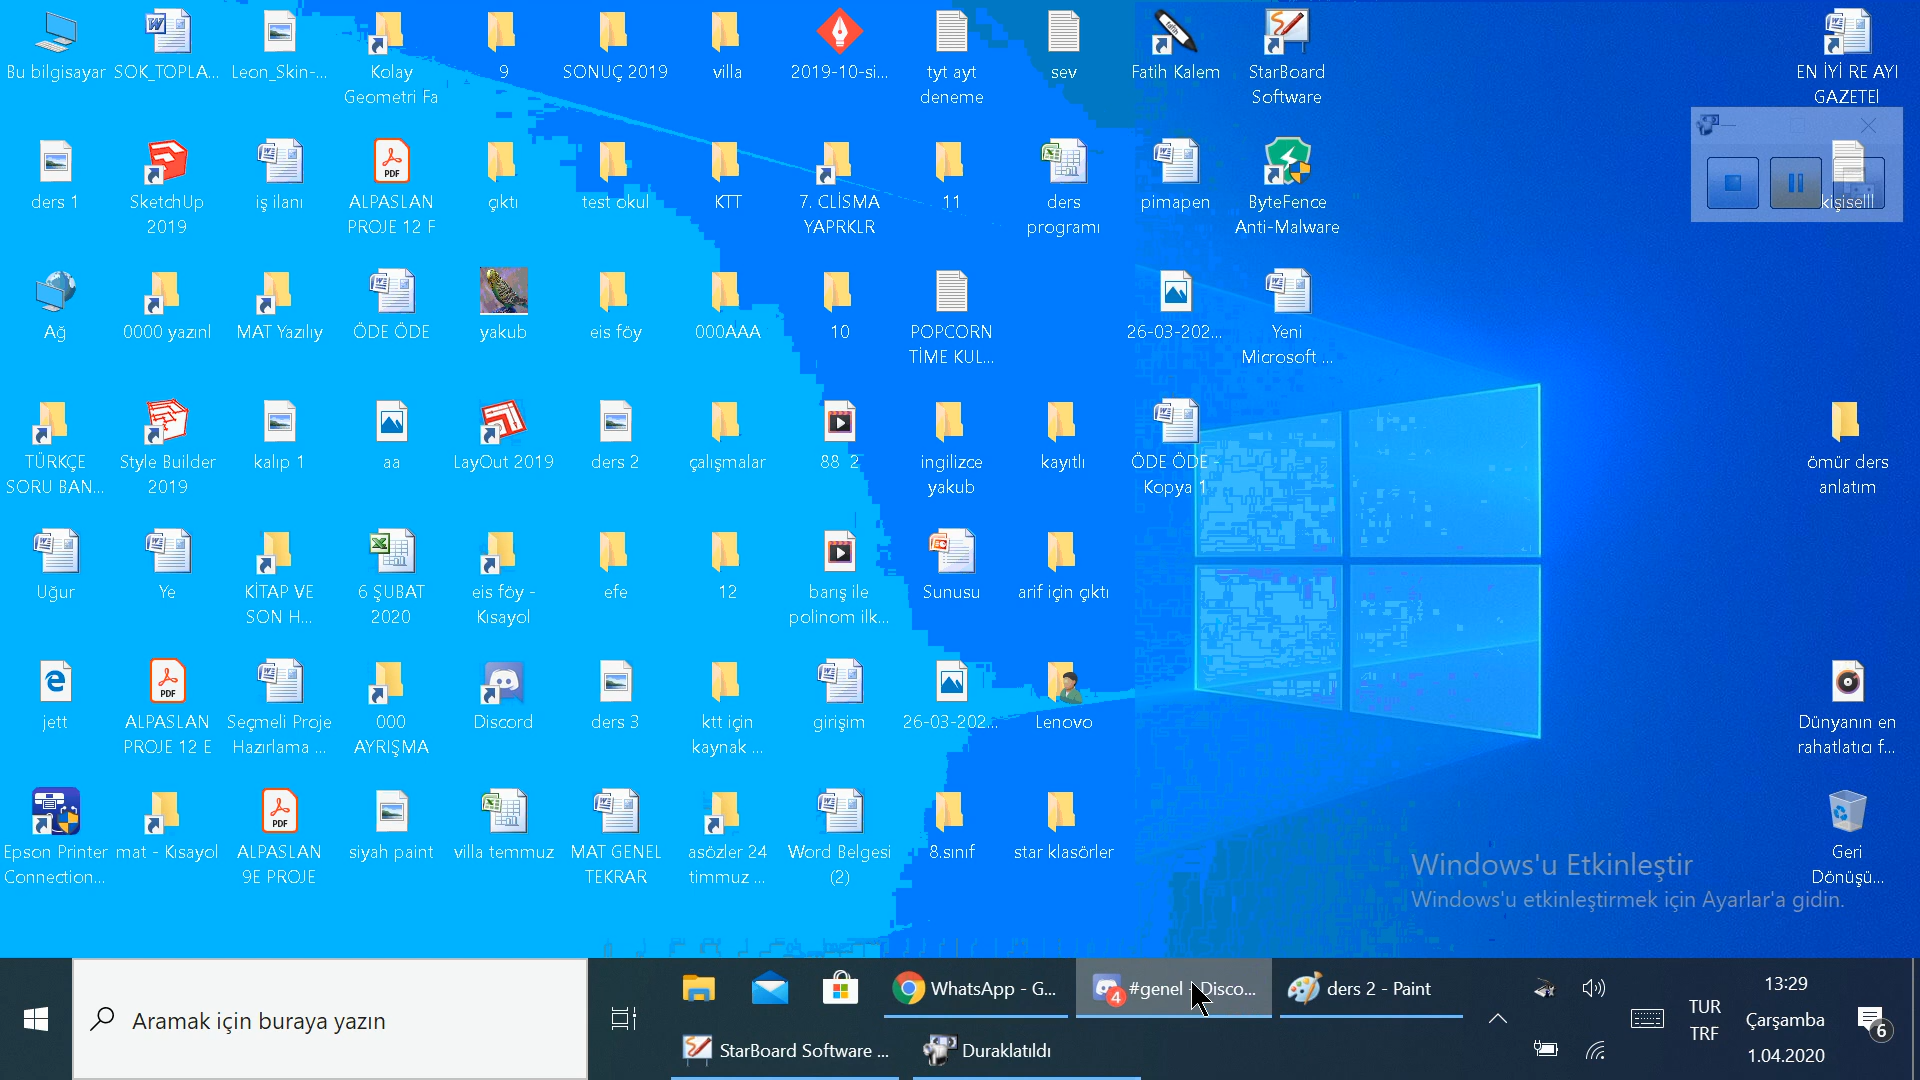 Bu bilgisayar
SOK_TOPLA...
Leon_Skin-...
Kolay
Geometri Fa
9
SONUÇ 2019
villa
2019-10-si...
tyt ayt
deneme
sev
Fatih Kalem
StarBoard
Software
EN İYİ RE AYI
GAZETEİ
ders 1
SketchUp
2019
iş ilanı
ALPASLAN
PROJE 12 F
çıktı
test okul
KTT
7. CLİSMA
YAPRKLR
11
ders
programı
pimapen
ByteFence
Anti-Malware
kişiselll
Ağ
0000 yazınl
MAT Yazılıy
ÖDE ÖDE
yakub
eis föy
000AAA
10
POPCORN
TİME KUL...
26-03-202...
Yeni
Microsoft ...
TÜRKÇE
SORU BAN...
Style Builder
2019
kalıp 1
aa
LayOut 2019
ders 2
çalışmalar
88 2
ingilizce
yakub
kayıtlı
ÖDE ÖDE -
Kopya 1
ömür ders
anlatım
Uğur
Ye
KİTAP VE
SON H...
6 ŞUBAT
2020
eis föy -
Kısayol
efe
12
barış ile
polinom ilk...
Sunusu
arif için çıktı
jett
ALPASLAN
PROJE 12 E
Seçmeli Proje
Hazırlama ...
000
AYRIŞMA
Discord
ders 3
ktt için
kaynak ...
girişim
26-03-202...
Lenovo
Dünyanın en
rahatlatıcı f...
Epson Printer
Connection...
mat - Kısayol
ALPASLAN
9E PROJE
siyah paint
villa temmuz
MAT GENEL
TEKRAR
asözler 24
timmuz ...
Word Belgesi
(2)
8.sınıf
star klasörler
Geri
Dönüşü...
Windows'u Etkinleştir
Windows'u etkinleştirmek için Ayarlar'a gidin.
Aramak için buraya yazın
WhatsApp - G...
4
#genel - Disco...
ders 2 - Paint
StarBoard Software ...
Duraklatıldı
TUR
TRF
13:29
Çarşamba
1.04.2020
6